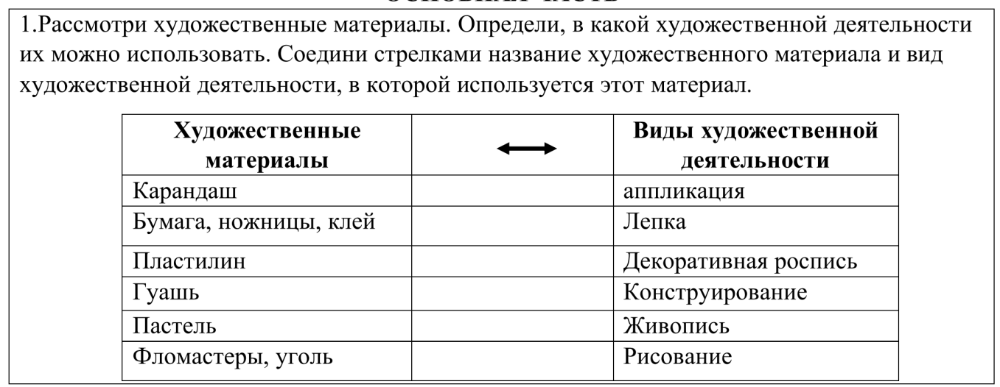 1.Рассмотри художественные материалы. Определи, в какой художественной деятельности
их можно использовать. Соедини стрелками название художественного материала и вид
художественной деятельности, в которой используется этот материал.
Художественные материалы
Виды художественной деятельности
Карандаш
аппликация
Бумага, ножницы, клей
Лепка
Пластилин
Декоративная роспись
Гуашь
Конструирование
Пастель
Живопись
Фломастеры, уголь
Рисование